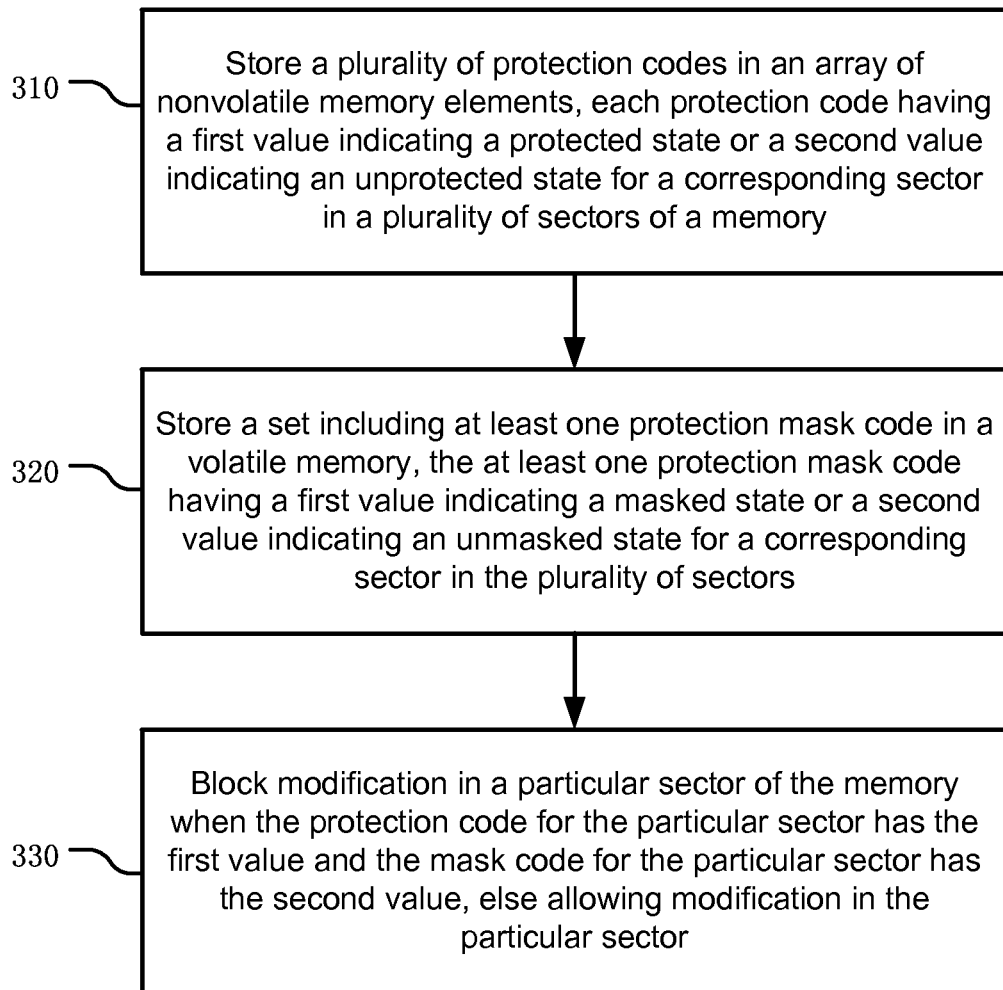 310
Store a plurality of protection codes in an array of
nonvolatile memory elements, each protection code having
a first value indicating a protected state or a second value
indicating an unprotected state for a corresponding sector
in a plurality of sectors of a memory
320
Store a set including at least one protection mask code in a
volatile memory, the at least one protection mask code
having a first value indicating a masked state or a second
value indicating an unmasked state for a corresponding
sector in the plurality of sectors
330
Block modification in a particular sector of the memory
when the protection code for the particular sector has the
first value and the mask code for the particular sector has
the second value, else allowing modification in the
particular sector